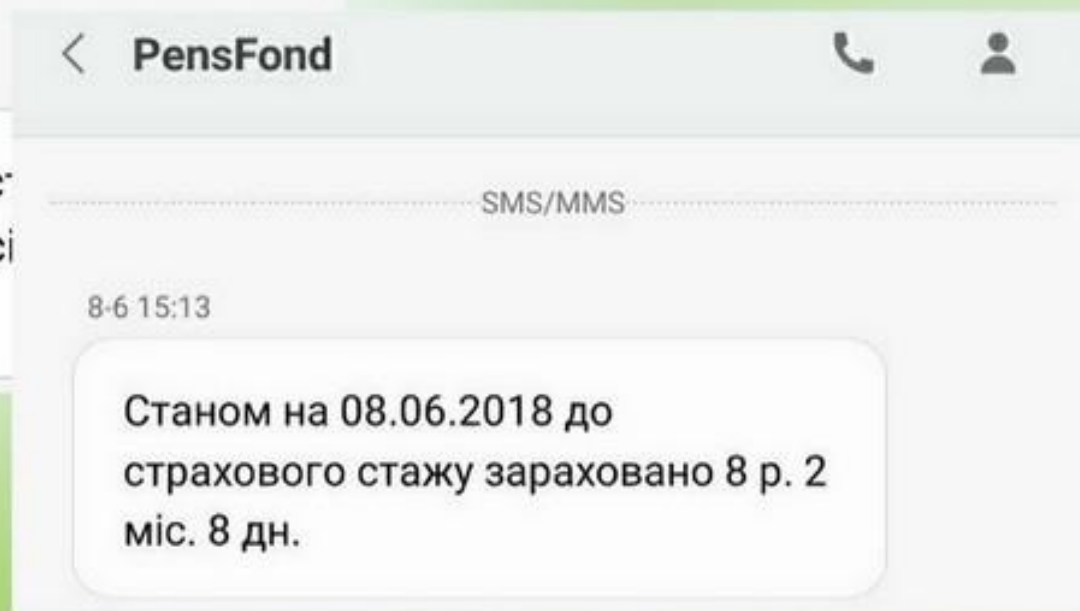 PensFond
SMS/MMS
8-6 15:13
Станом на 08.06.2018 до
страхового стажу зараховано 8 р. 2
міс. 8 дн.